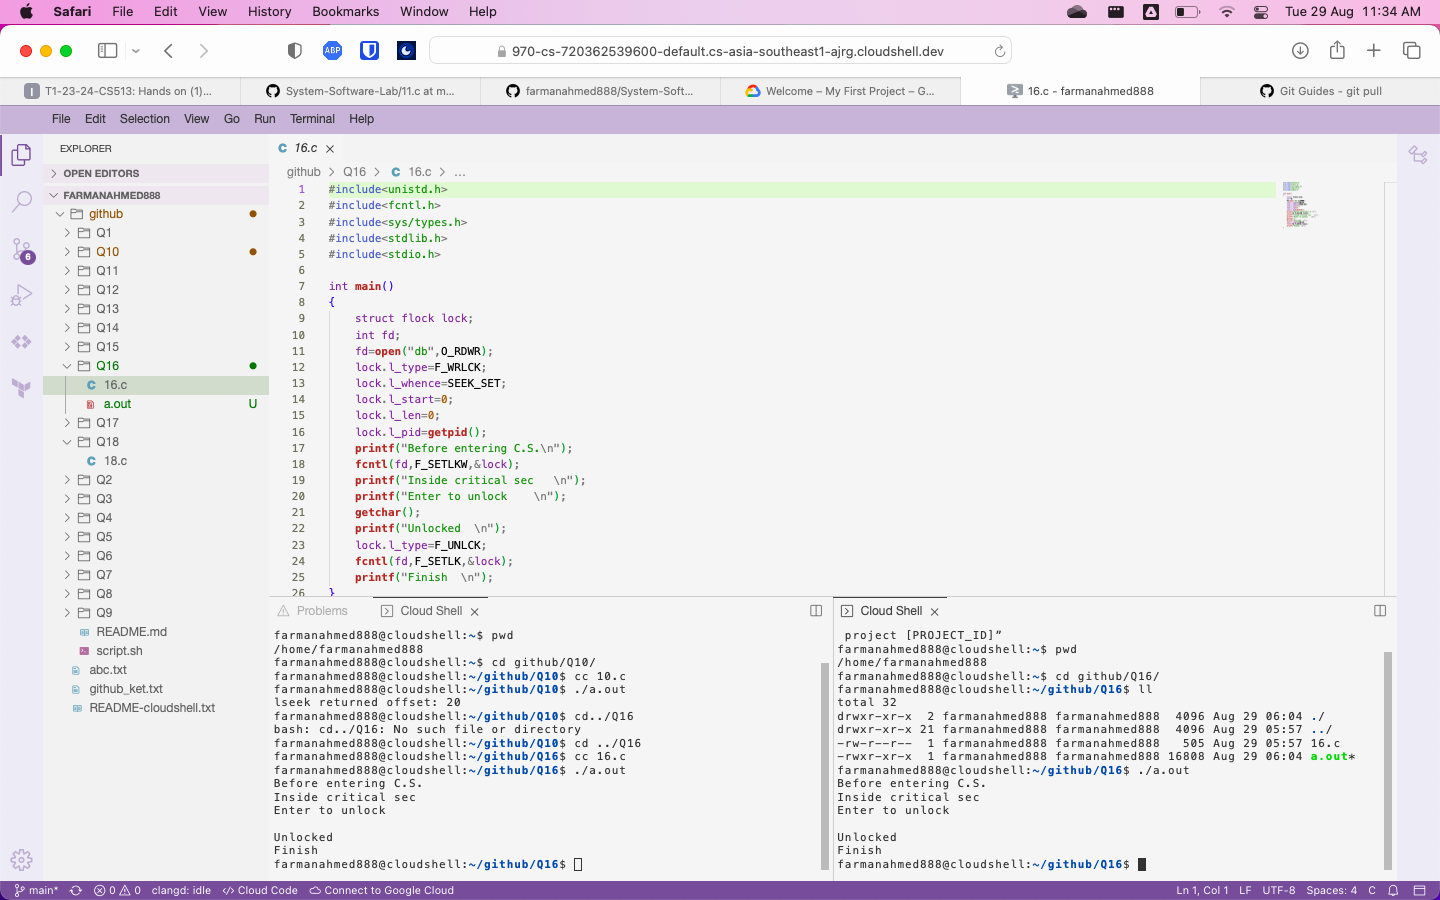 Safari File Edit View History Bookmarks Window Help Tue 29 Aug 11:34 AM
ABP 970-cs-720362539600-default.cs-asia-southeast1-ajrg.cloudshell.dev
I T1-23-24-CS513: Hands on (1)... System-Software-Lab/11.c at m... farmanahmed888/System-Soft... Welcome – My First Project – G... 16.c - farmanahmed888 Git Guides - git pull
File Edit Selection View Go Run Terminal Help
EXPLORER
OPEN EDITORS
FARMANAHMED888
github
Q1
Q10
Q11
Q12
Q13
Q14
Q15
Q16
C 16.c
a.out U
Q17
Q18
C 18.c
Q2
Q3
Q4
Q5
Q6
Q7
Q8
Q9
README.md
script.sh
abc.txt
github_ket.txt
README-cloudshell.txt
6
C 16.c
github > Q16 > C 16.c > ...
1 #include<unistd.h>
2 #include<fcntl.h>
3 #include<sys/types.h>
4 #include<stdlib.h>
5 #include<stdio.h>
6
7 int main()
8 {
9 struct flock lock;
10 int fd;
11 fd=open("db",O_RDWR);
12 lock.l_type=F_WRLCK;
13 lock.l_whence=SEEK_SET;
14 lock.l_start=0;
15 lock.l_len=0;
16 lock.l_pid=getpid();
17 printf("Before entering C.S.\n");
18 fcntl(fd,F_SETLKW,&lock);
19 printf("Inside critical sec   \n");
20 printf("Enter to unlock    \n");
21 getchar();
22 printf("Unlocked  \n");
23 lock.l_type=F_UNLCK;
24 fcntl(fd,F_SETLK,&lock);
25 printf("Finish  \n");
26 }
Problems Cloud Shell
farmanahmed888@cloudshell:~$ pwd
/home/farmanahmed888
farmanahmed888@cloudshell:~$ cd github/Q10/
farmanahmed888@cloudshell:~/github/Q10$ cc 10.c
farmanahmed888@cloudshell:~/github/Q10$ ./a.out
lseek returned offset: 20
farmanahmed888@cloudshell:~/github/Q10$ cd../Q16
bash: cd../Q16: No such file or directory
farmanahmed888@cloudshell:~/github/Q10$ cd ../Q16
farmanahmed888@cloudshell:~/github/Q16$ cc 16.c
farmanahmed888@cloudshell:~/github/Q16$ ./a.out
Before entering C.S.
Inside critical sec
Enter to unlock
Unlocked
Finish
farmanahmed888@cloudshell:~/github/Q16$
Cloud Shell
project [PROJECT_ID]”
farmanahmed888@cloudshell:~$ pwd
/home/farmanahmed888
farmanahmed888@cloudshell:~$ cd github/Q16/
farmanahmed888@cloudshell:~/github/Q16$ ll
total 32
drwxr-xr-x  2 farmanahmed888 farmanahmed888  4096 Aug 29 06:04 ./
drwxr-xr-x 21 farmanahmed888 farmanahmed888  4096 Aug 29 05:57 ../
-rw-r--r--  1 farmanahmed888 farmanahmed888   505 Aug 29 05:57 16.c
-rwxr-xr-x  1 farmanahmed888 farmanahmed888 16808 Aug 29 06:04 a.out*
farmanahmed888@cloudshell:~/github/Q16$ ./a.out
Before entering C.S.
Inside critical sec
Enter to unlock
Unlocked
Finish
farmanahmed888@cloudshell:~/github/Q16$
main* 0 0 clangd: idle </> Cloud Code Connect to Google Cloud Ln 1, Col 1 LF UTF-8 Spaces: 4 C